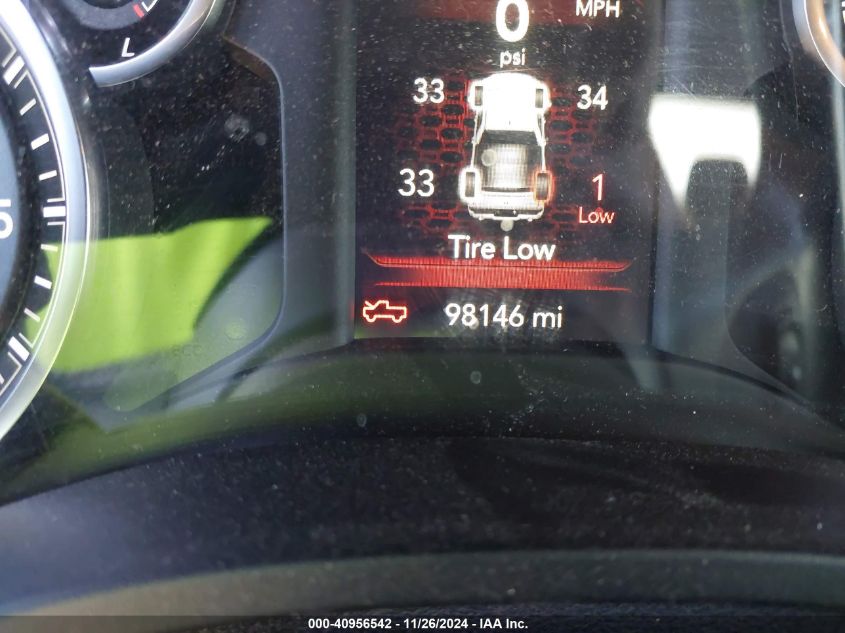 L
0 MPH
psi
33 34
33 1
Low
Tire Low
98146 mi
5
000-40956542 - 11/26/2024 - IAA Inc.